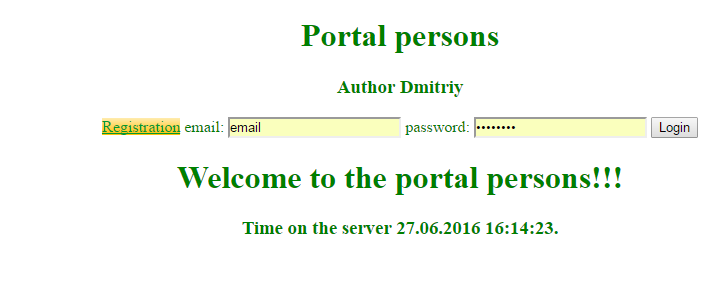 Portal persons
Author Dmitriy
Registration email: email password: •••••••• Login
Welcome to the portal persons!!!
Time on the server 27.06.2016 16:14:23.